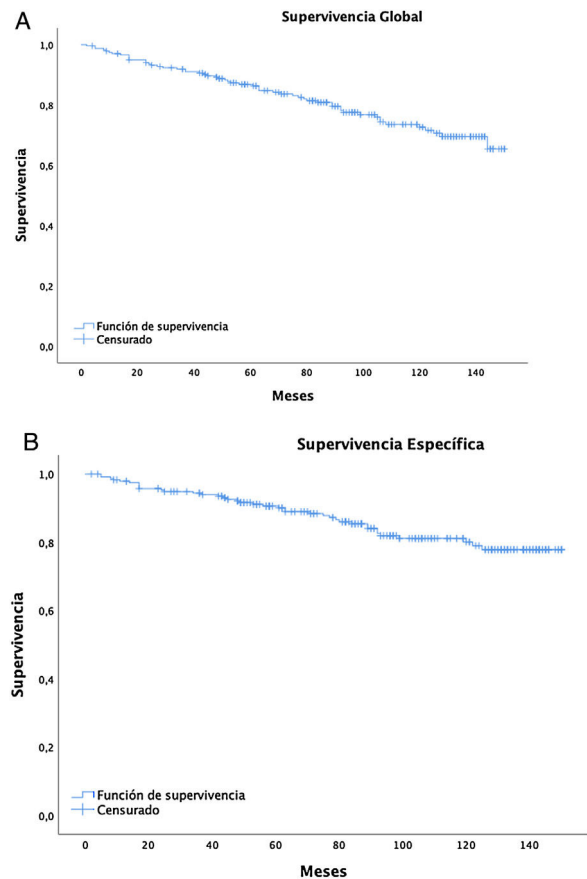 A
Supervivencia Global
1,0
0,8
0,6
0,4
0,2
0,0
Supervivencia
Función de supervivencia
Censurado
0 20 40 60 80 100 120 140
Meses
B
Supervivencia Específica
1,0
0,8
0,6
0,4
0,2
0,0
Supervivencia
Función de supervivencia
Censurado
0 20 40 60 80 100 120 140
Meses